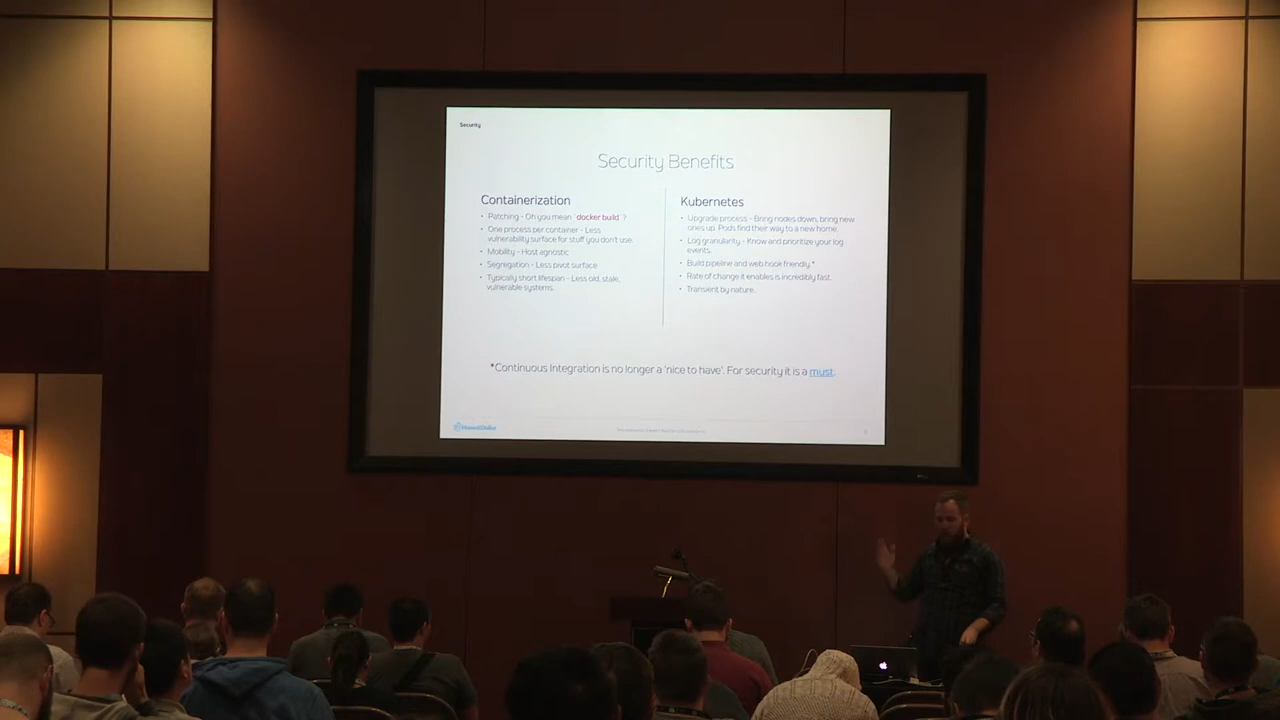 Security
Security Benefits
Containerization
• Patching - Oh you mean `docker build`?
• One process per container - Less
vulnerability surface for stuff you don't use.
• Mobility - Host agnostic
• Segregation - Less pivot surface
• Typically short lifespan - Less old, stale,
vulnerable systems.
Kubernetes
• Upgrade process - Bring nodes down, bring new
ones up. Pods find their way to a new home.
• Log granularity - Know and prioritize your log
events.
• Build pipeline and web hook friendly.*
• Rate of change it enables is incredibly fast.
• Transient by nature.
*Continuous Integration is no longer a 'nice to have'. For security it is a must.
HonestDollar